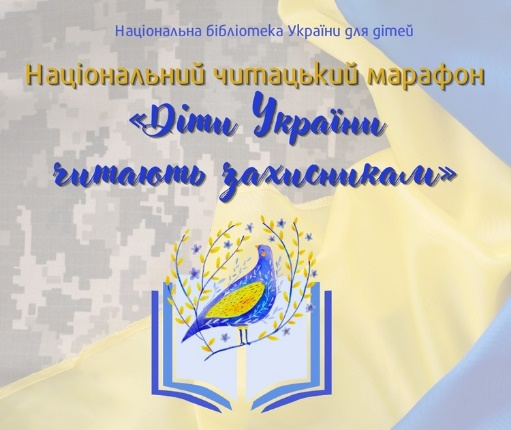 Національна бібліотека України для дітей
Національний читацький марафон
«Діти України
читають захисникам»